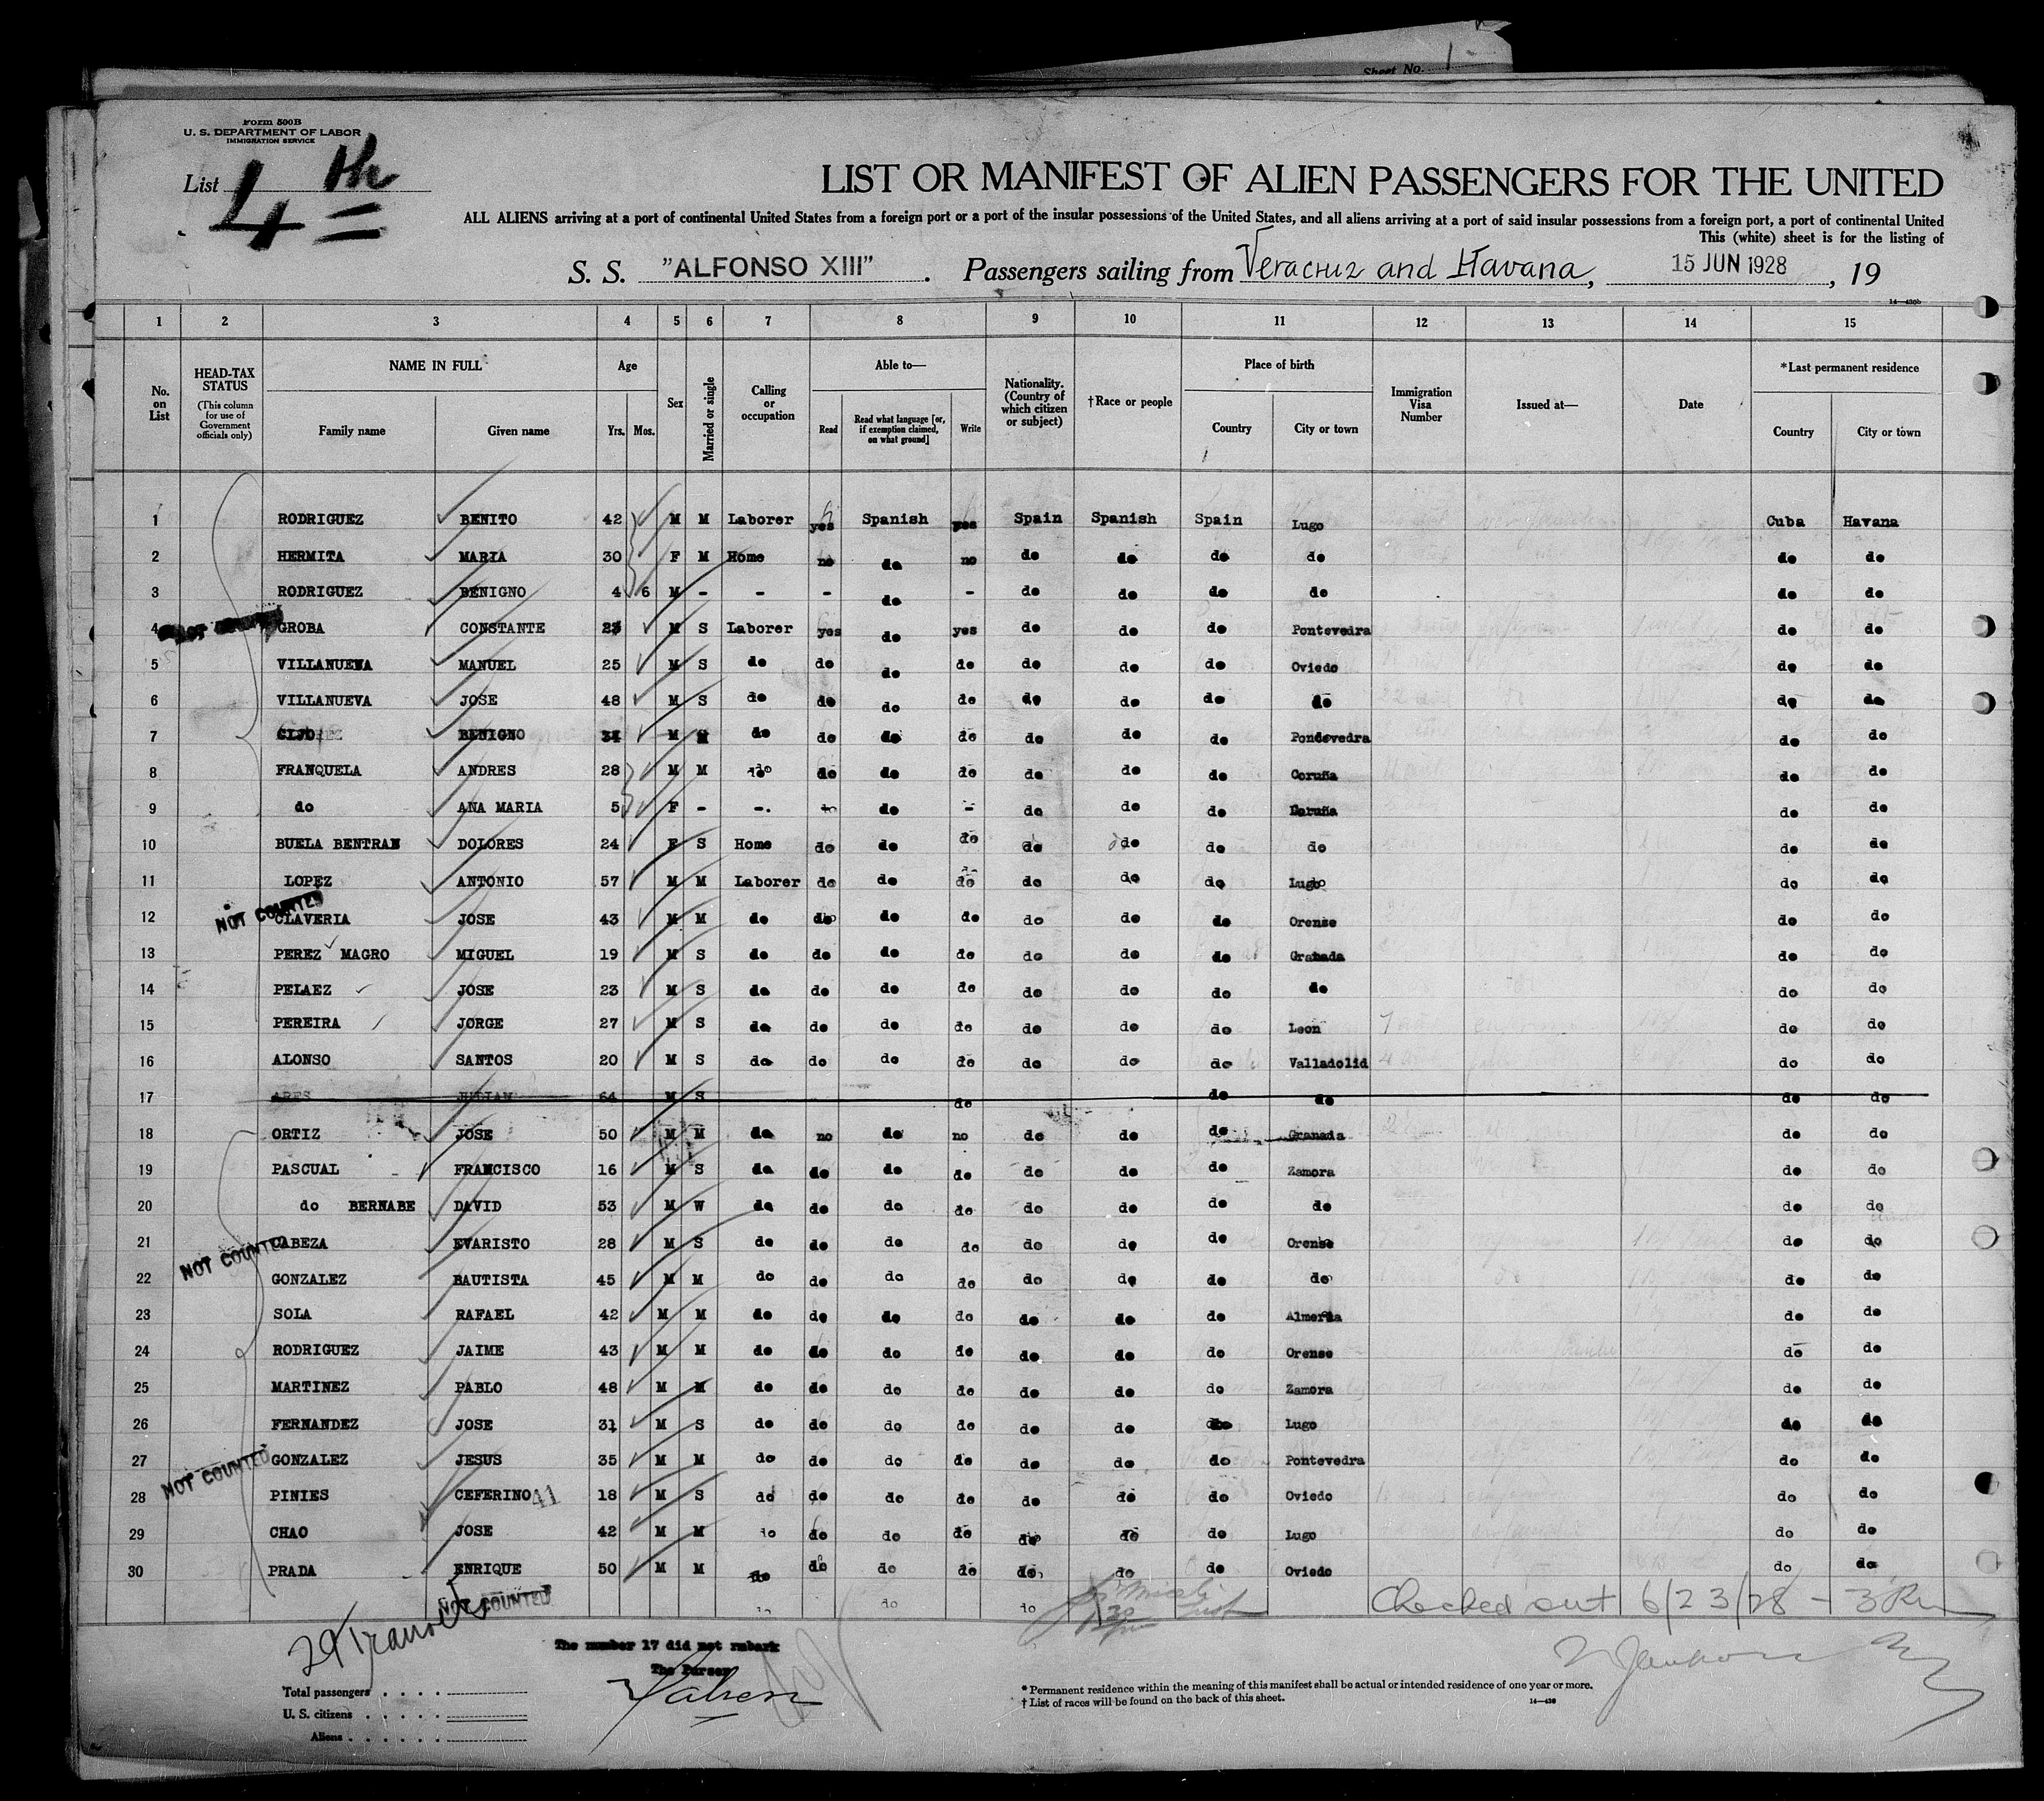 Sheet No. 1
Form 500B
U. S. DEPARTMENT OF LABOR
IMMIGRATION SERVICE
List 4th
LIST OR MANIFEST OF ALIEN PASSENGERS FOR THE UNITED
ALL ALIENS arriving at a port of continental United States from a foreign port or a port of the insular possessions of the United States, and all aliens arriving at a port of said insular possessions from a foreign port, a port of continental United
This (white) sheet is for the listing of
S. S. "ALFONSO XIII". Passengers sailing from Veracruz and Havana, 15 JUN 1928, 19
14—430b
1 2 3 4 5 6 7 8 9 10 11 12 13 14 15
No. on List
HEAD-TAX STATUS (This column for use of Government officials only)
NAME IN FULL
Family name Given name
Age
Yrs. Mos.
Sex
Married or single
Calling or occupation
Able to—
Read
Read what language [or, if exemption claimed, on what ground]
Write
Nationality. (Country of which citizen or subject)
†Race or people
Place of birth
Country City or town
Immigration Visa Number
Issued at—
Date
*Last permanent residence
Country City or town
1 RODRIGUEZ BENITO 42 M M Laborer yes Spanish yes Spain Spanish Spain Lugo Cuba Havana
2 HERMITA MARIA 30 F M Home no do no do do do do do do
3 RODRIGUEZ BENIGNO 4 6 M - - - do - do do do do do do
4 GROBA CONSTANTE 23 M S Laborer yes do yes do do do Pontevedra do do
5 VILLANUEVA MANUEL 25 M S do do do do do do do Oviedo do do
6 VILLANUEVA JOSE 48 M S do do do do do do do do do do
7 BENIGNO M M do do do do do do do Pondevedra do do
8 FRANQUELA ANDRES 28 M M do do do do do do do Coruña do do
9 do ANA MARIA 5 F - -. do - do do do Coruña do do
10 BUELA BENTRAN DOLORES 24 F S Home do do do do do do do do do
11 LOPEZ ANTONIO 57 M M Laborer do do do do do do Lugo do do
NOT COUNTED
12 CLAVERIA JOSE 43 M M do do do do do do do Orense do do
13 PEREZ MAGRO MIGUEL 19 M S do do do do do do do Granada do do
14 PELAEZ JOSE 23 M S do do do do do do do do do do
15 PEREIRA JORGE 27 M S do do do do do do do Leon do do
16 ALONSO SANTOS 20 M S do do do do do do do Valladolid do do
17 ARES JULIAN 64 M S do do do do do
18 ORTIZ JOSE 50 M M do no do no do do do Granada do do
19 PASCUAL FRANCISCO 16 M S do do do do do do do Zamora do do
20 do BERNABE DAVID 53 M W do do do do do do do do do do
21 CABEZA EVARISTO 28 M S do do do do do do do Orense do do
NOT COUNTED
22 GONZALEZ BAUTISTA 45 M M do do do do do do do do do do
23 SOLA RAFAEL 42 M M do do do do do do do Almeria do do
24 RODRIGUEZ JAIME 43 M M do do do do do do do Orense do do
25 MARTINEZ PABLO 48 M M do do do do do do do Zamora do do
26 FERNANDEZ JOSE 31 M S do do do do do do do Lugo do do
27 GONZALEZ JESUS 35 M M do do do do do do do Pontevedra do do
NOT COUNTED
28 PINIES CEFERINO 41 18 M S do do do do do do do Oviedo do do
29 CHAO JOSE 42 M M do do do do do do do Lugo do do
30 PRADA ENRIQUE 50 M M do do do do do do do Oviedo do do
NOT COUNTED do do
Checked out 6/23/28 -
29 Transits
The number 17 did not embark
The Purser
Total passengers
U. S. citizens
Aliens
* Permanent residence within the meaning of this manifest shall be actual or intended residence of one year or more.
† List of races will be found on the back of this sheet.
14—430